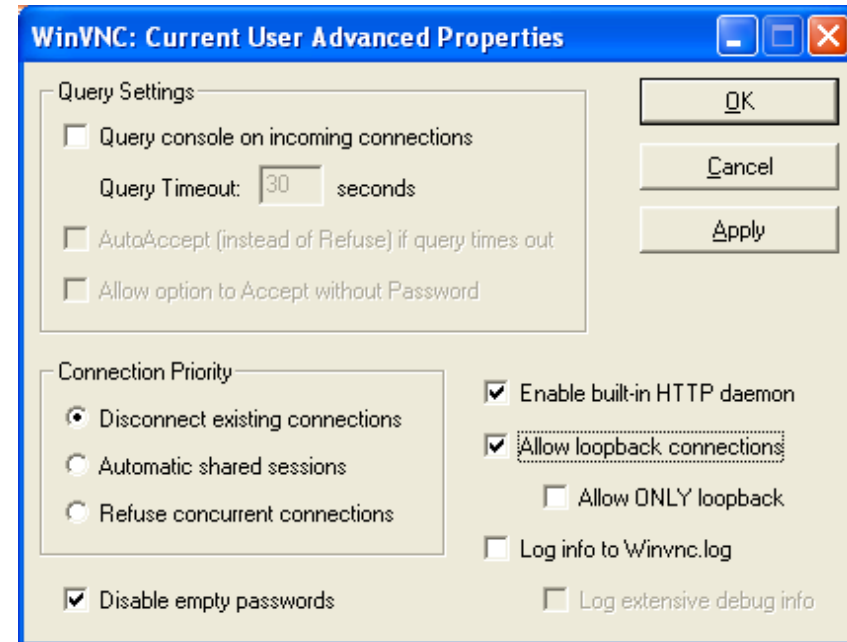 WinVNC: Current User Advanced Properties
Query Settings
Query console on incoming connections
Query Timeout: 30 seconds
AutoAccept (instead of Refuse) if query times out
Allow option to Accept without Password
OK
Cancel
Apply
Connection Priority
Disconnect existing connections
Automatic shared sessions
Refuse concurrent connections
Enable built-in HTTP daemon
Allow loopback connections
Allow ONLY loopback
Log info to Winvnc.log
Log extensive debug info
Disable empty passwords